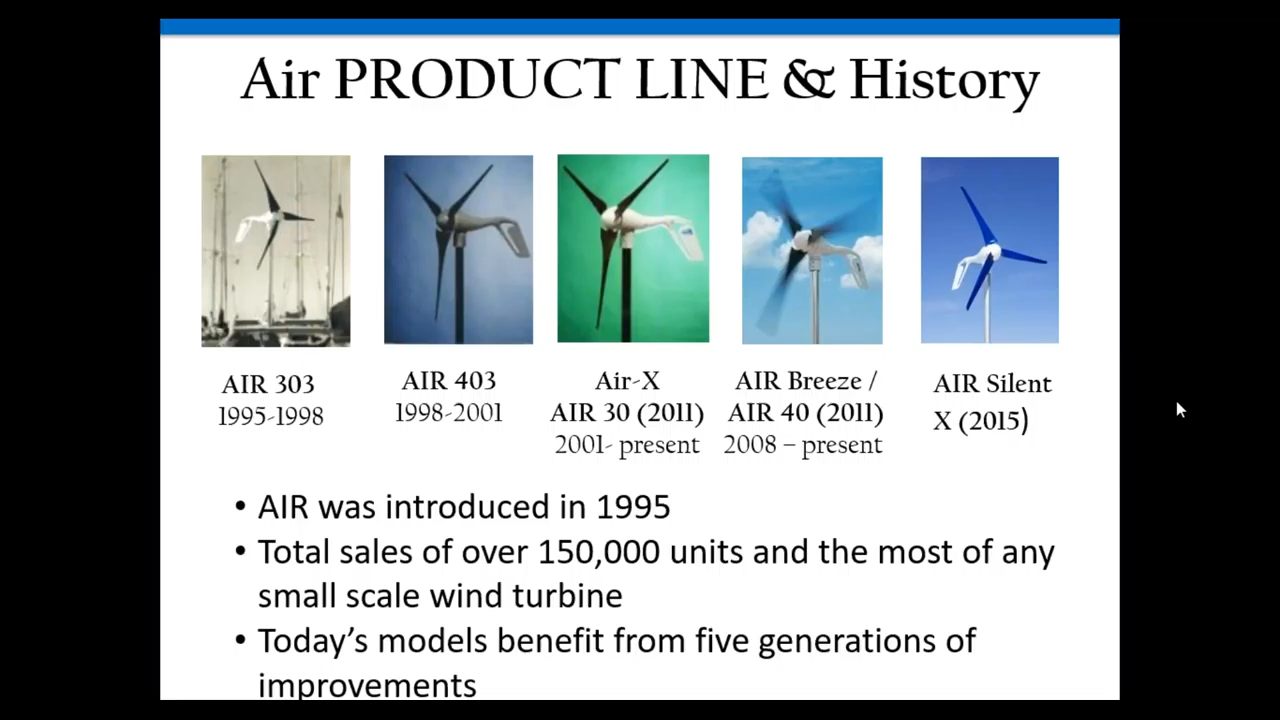 Air PRODUCT LINE & History
AIR 303
1995-1998
AIR 403
1998-2001
Air-X
AIR 30 (2011)
2001- present
AIR Breeze /
AIR 40 (2011)
2008 – present
AIR Silent
X (2015)
• AIR was introduced in 1995
• Total sales of over 150,000 units and the most of any
small scale wind turbine
• Today’s models benefit from five generations of
improvements